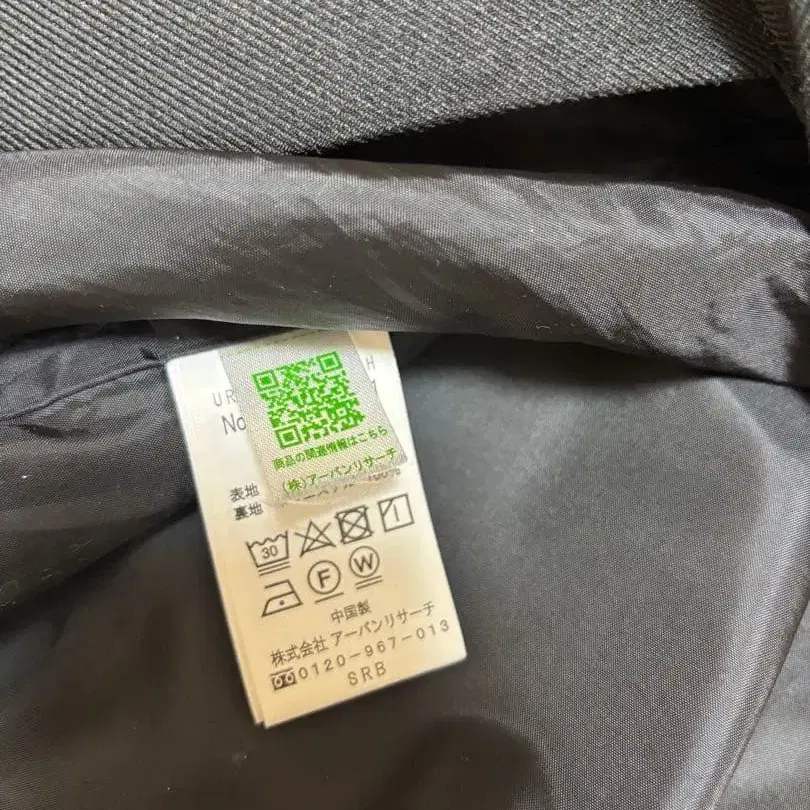 UR H
No
商品の関連情報はこちら
(株)アーバンリサーチ
表地
裏地 100%
30
F W
中国製
株式会社 アーバンリサーチ
0120-967-013
SRB